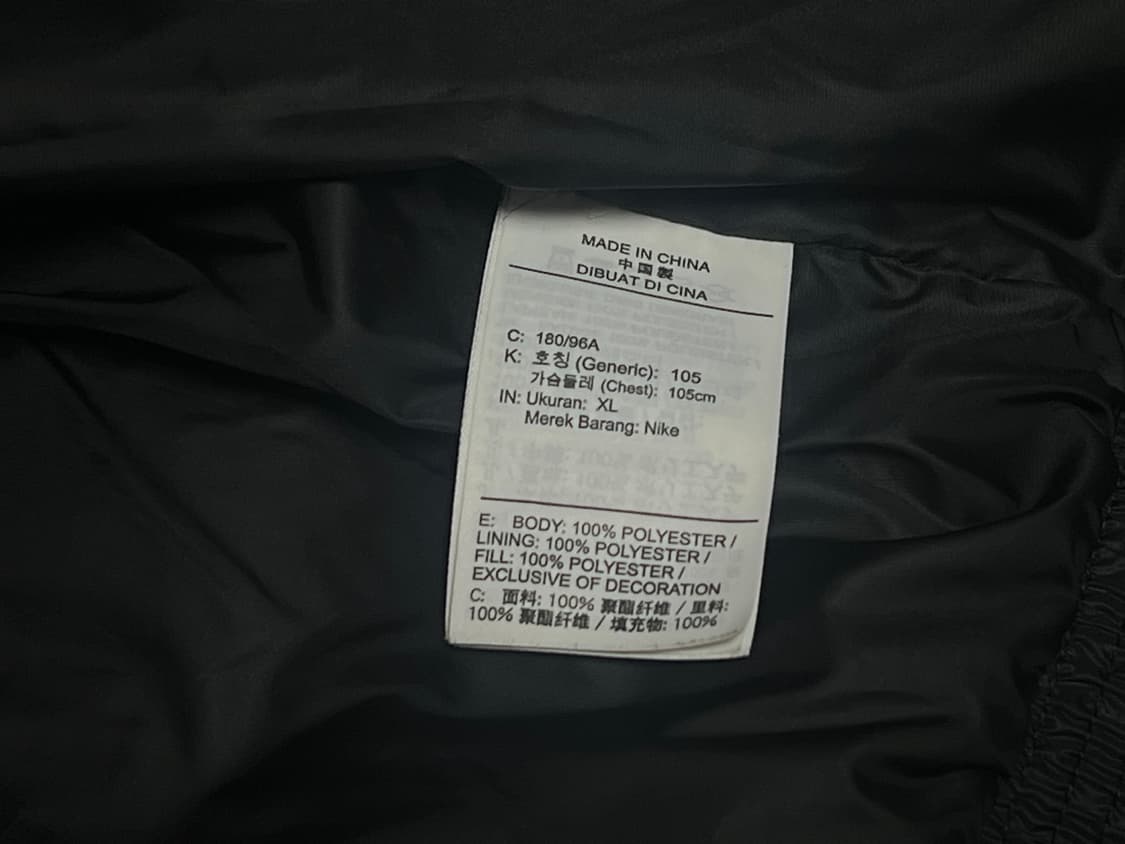 MADE IN CHINA
中国製
DIBUAT DI CINA
C: 180/96A
K: 호칭 (Generic): 105
가슴둘레 (Chest): 105cm
IN: Ukuran: XL
Merek Barang: Nike
E: BODY: 100% POLYESTER /
LINING: 100% POLYESTER /
FILL: 100% POLYESTER /
EXCLUSIVE OF DECORATION
C: 面料: 100% 聚酯纤维 / 里料:
100% 聚酯纤维 / 填充物: 100%